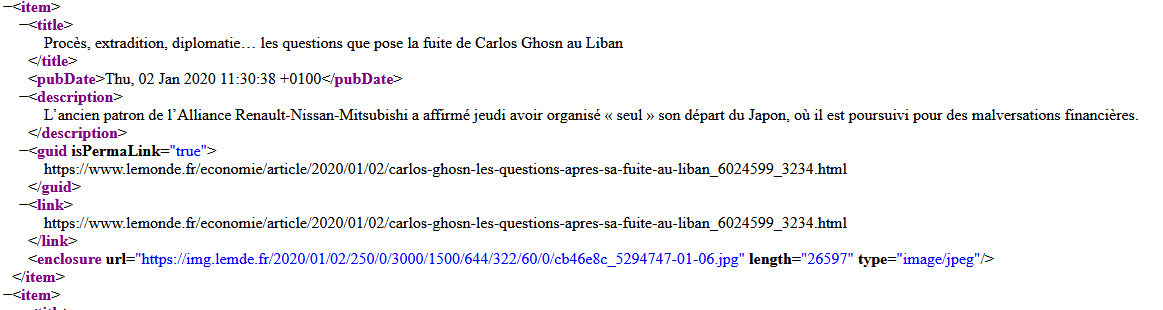 −<item>
−<title>
Procès, extradition, diplomatie… les questions que pose la fuite de Carlos Ghosn au Liban
</title>
<pubDate>Thu, 02 Jan 2020 11:30:38 +0100</pubDate>
−<description>
L’ancien patron de l’Alliance Renault-Nissan-Mitsubishi a affirmé jeudi avoir organisé « seul » son départ du Japon, où il est poursuivi pour des malversations financières.
</description>
−<guid isPermaLink="true">
https://www.lemonde.fr/economie/article/2020/01/02/carlos-ghosn-les-questions-apres-sa-fuite-au-liban_6024599_3234.html
</guid>
−<link>
https://www.lemonde.fr/economie/article/2020/01/02/carlos-ghosn-les-questions-apres-sa-fuite-au-liban_6024599_3234.html
</link>
<enclosure url="https://img.lemde.fr/2020/01/02/250/0/3000/1500/644/322/60/0/cb46e8c_5294747-01-06.jpg" length="26597" type="image/jpeg"/>
</item>
−<item>